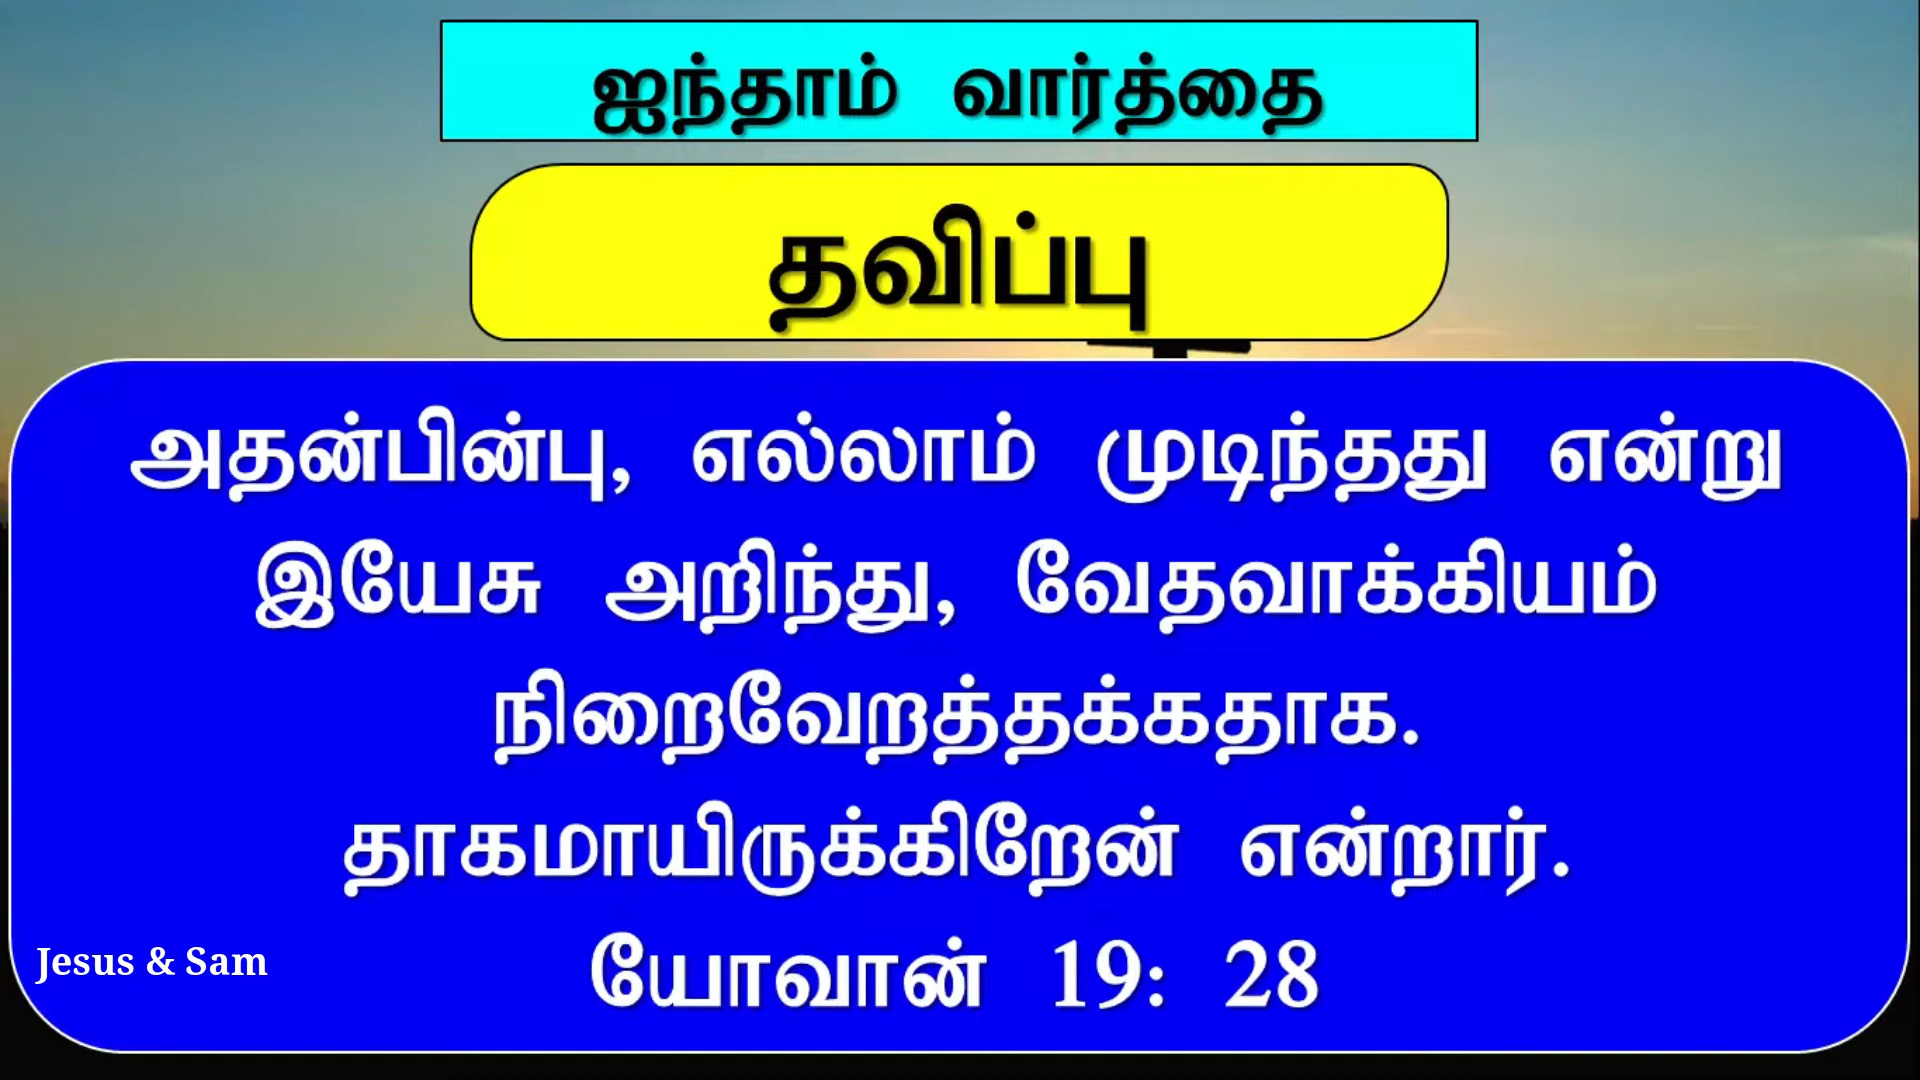 ஐந்தாம் வார்த்தை
தவிப்பு
அதன்பின்பு, எல்லாம் முடிந்தது என்று
இயேசு அறிந்து, வேதவாக்கியம்
நிறைவேறத்தக்கதாக.
தாகமாயிருக்கிறேன் என்றார்.
யோவான் 19: 28
Jesus & Sam